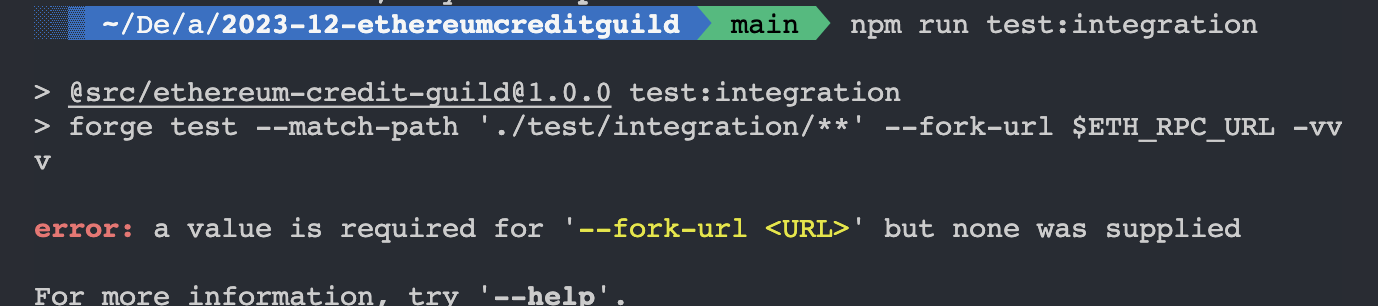 ~/De/a/2023-12-ethereumcreditguild main npm run test:integration
> @src/ethereum-credit-guild@1.0.0 test:integration
> forge test --match-path './test/integration/**' --fork-url $ETH_RPC_URL -vv
v
error: a value is required for '--fork-url <URL>' but none was supplied
For more information, try '--help'.